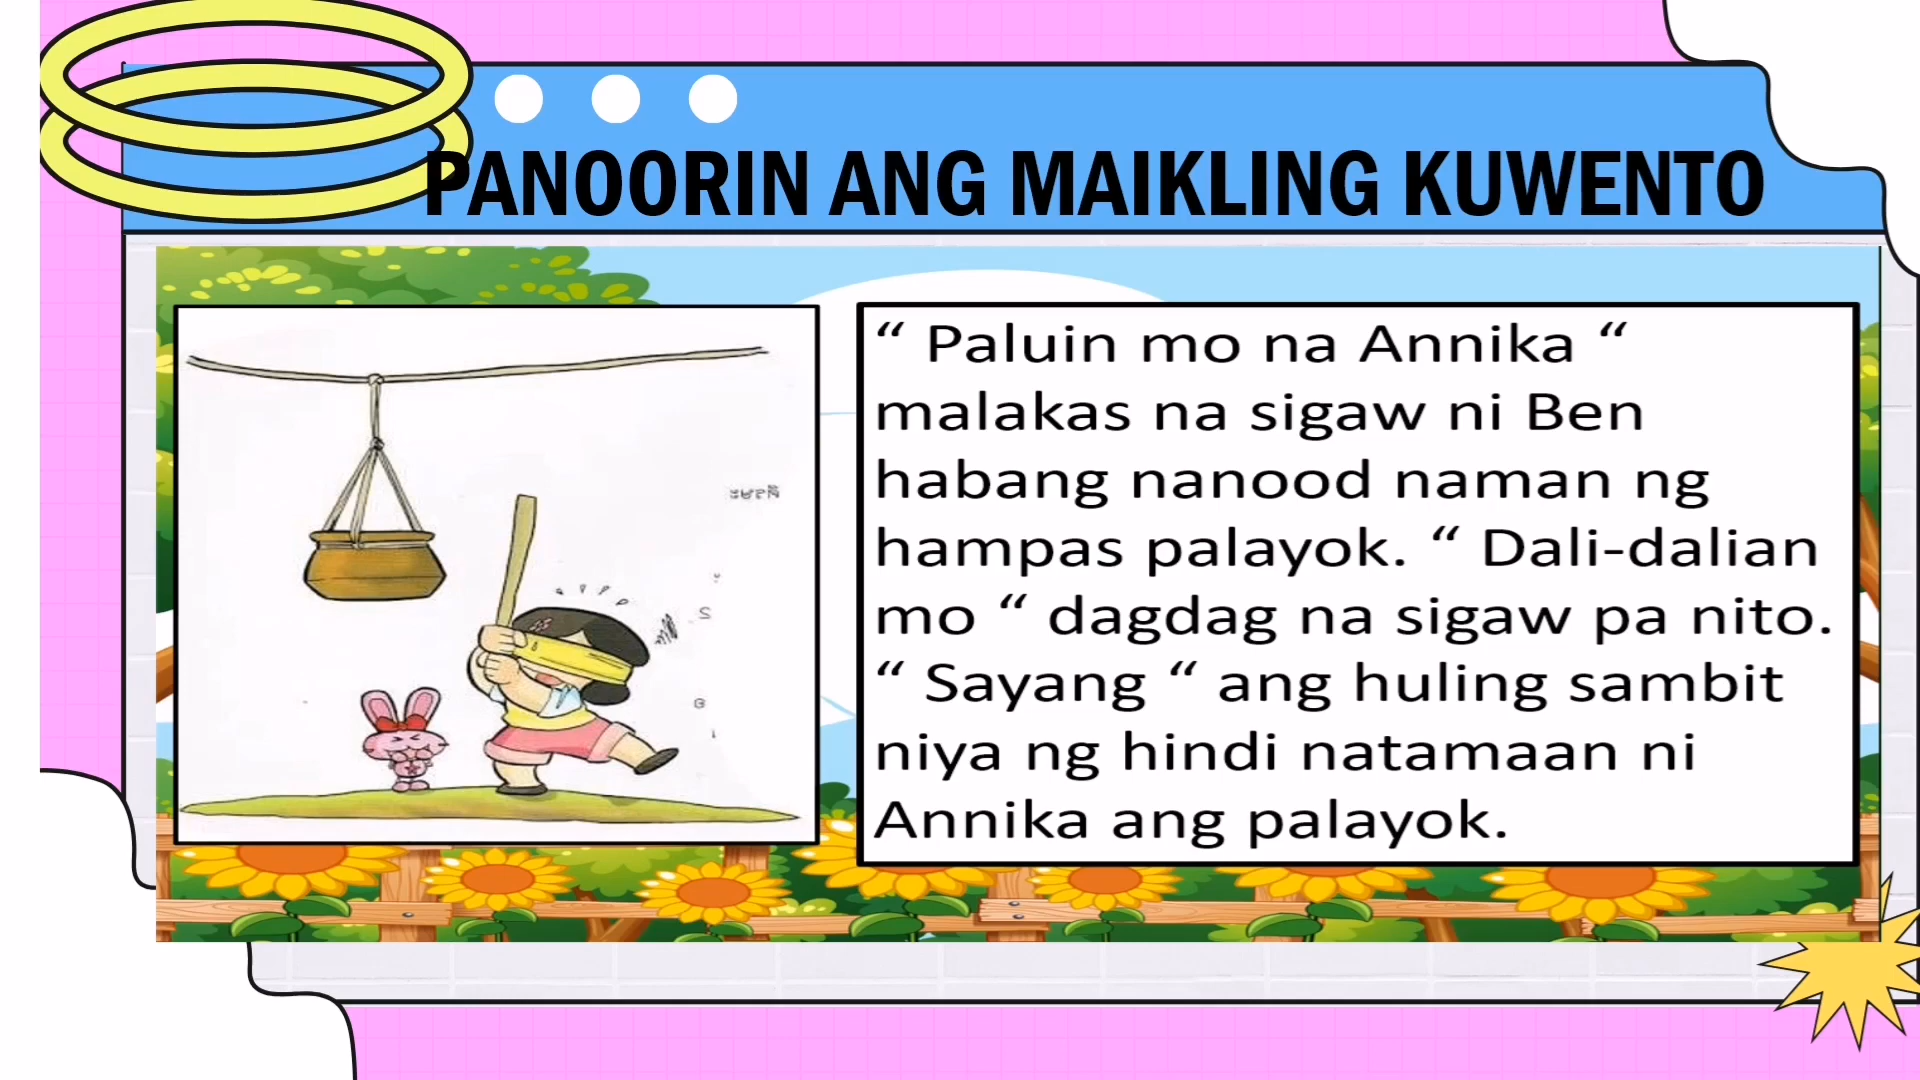 PANOORIN ANG MAIKLING KUWENTO
“ Paluin mo na Annika “
malakas na sigaw ni Ben
habang nanood naman ng
hampas palayok. “ Dali-dalian
mo “ dagdag na sigaw pa nito.
“ Sayang “ ang huling sambit
niya ng hindi natamaan ni
Annika ang palayok.